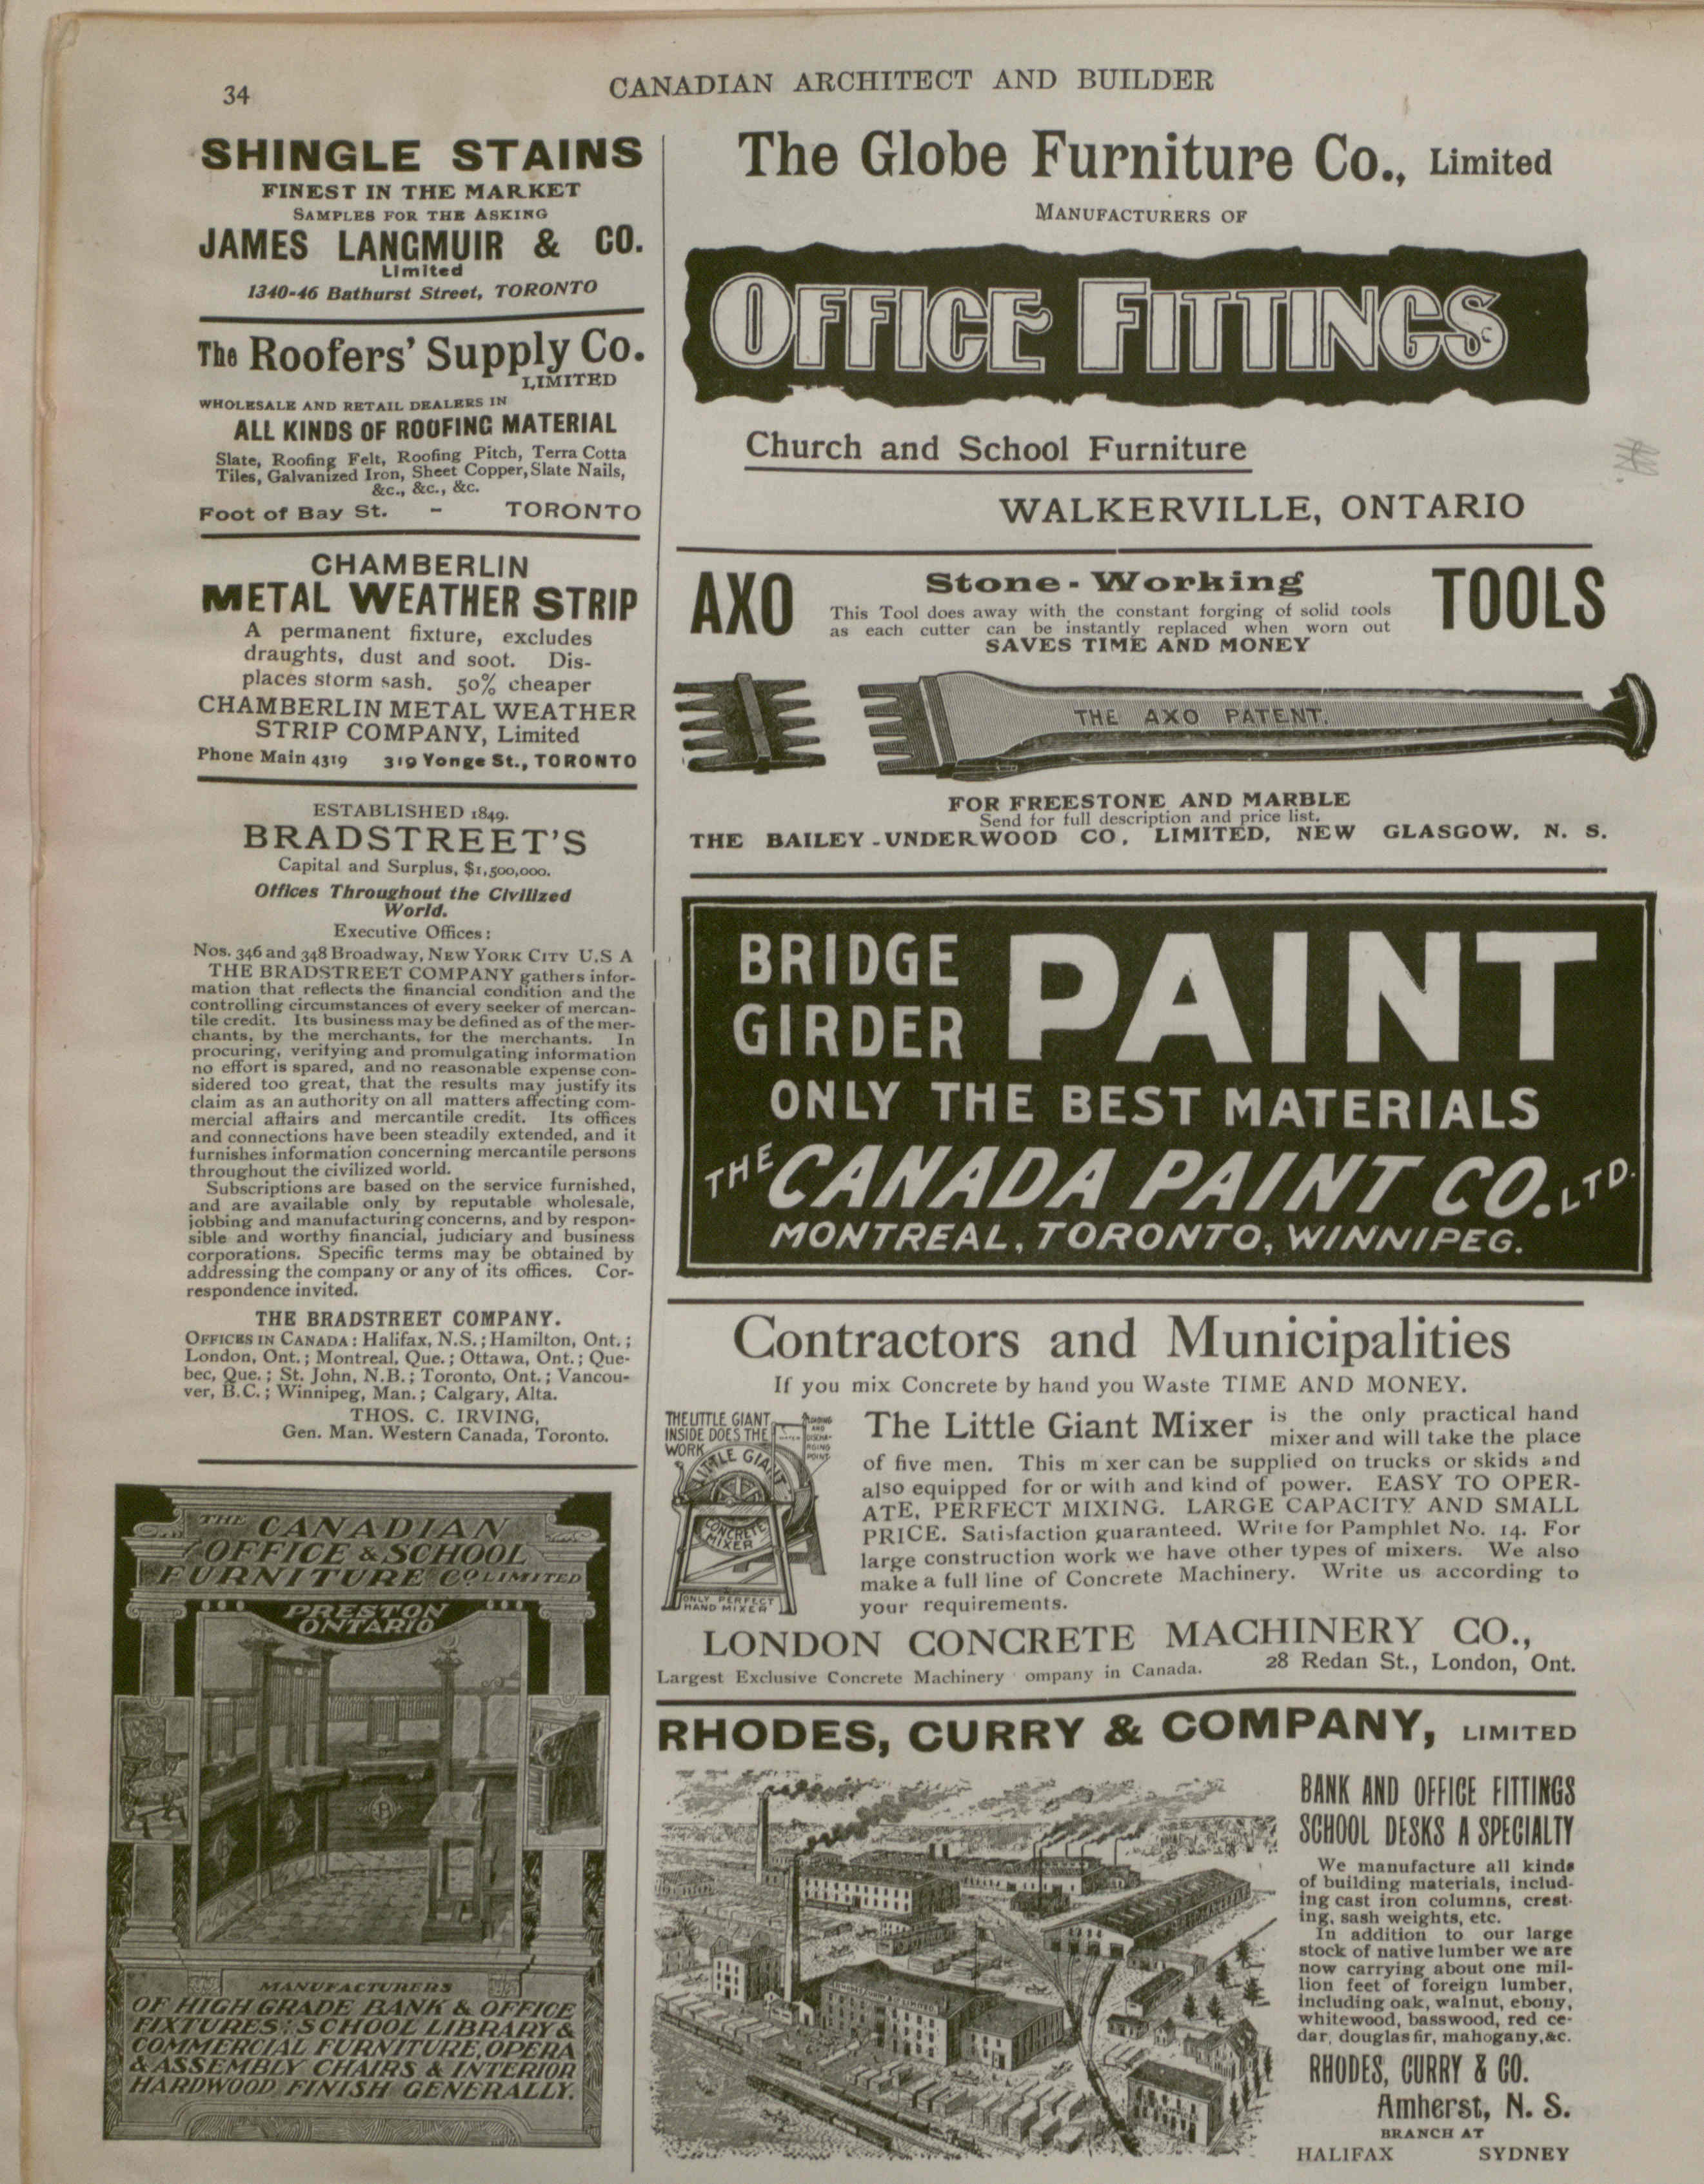 34
CANADIAN ARCHITECT AND BUILDER
SHINGLE STAINS
FINEST IN THE MARKET
SAMPLES FOR THE ASKING
JAMES LANGMUIR & CO.
Limited
1340-46 Bathurst Street, TORONTO
The Roofers' Supply Co.
LIMITED
WHOLESALE AND RETAIL DEALERS IN
ALL KINDS OF ROOFING MATERIAL
Slate, Roofing Felt, Roofing Pitch, Terra Cotta
Tiles, Galvanized Iron, Sheet Copper, Slate Nails,
&c., &c., &c.
Foot of Bay St. - TORONTO
CHAMBERLIN
METAL WEATHER STRIP
A permanent fixture, excludes
draughts, dust and soot. Dis-
places storm sash. 50% cheaper
CHAMBERLIN METAL WEATHER
STRIP COMPANY, Limited
Phone Main 4319 319 Yonge St., TORONTO
ESTABLISHED 1849.
BRADSTREET'S
Capital and Surplus, $1,500,000.
Offices Throughout the Civilized
World.
Executive Offices:
Nos. 346 and 348 Broadway, NEW YORK CITY U.S A
THE BRADSTREET COMPANY gathers infor-
mation that reflects the financial condition and the
controlling circumstances of every seeker of mercan-
tile credit. Its business may be defined as of the mer-
chants, by the merchants, for the merchants. In
procuring, verifying and promulgating information
no effort is spared, and no reasonable expense con-
sidered too great, that the results may justify its
claim as an authority on all matters affecting com-
mercial affairs and mercantile credit. Its offices
and connections have been steadily extended, and it
furnishes information concerning mercantile persons
throughout the civilized world.
Subscriptions are based on the service furnished,
and are available only by reputable wholesale,
jobbing and manufacturing concerns, and by respon-
sible and worthy financial, judiciary and business
corporations. Specific terms may be obtained by
addressing the company or any of its offices. Cor-
respondence invited.
THE BRADSTREET COMPANY.
OFFICES IN CANADA: Halifax, N.S.; Hamilton, Ont.;
London, Ont.; Montreal, Que.; Ottawa, Ont.; Que-
bec, Que.; St. John, N.B.; Toronto, Ont.; Vancou-
ver, B.C.; Winnipeg, Man.; Calgary, Alta.
THOS. C. IRVING,
Gen. Man. Western Canada, Toronto.
THE CANADIAN
OFFICE & SCHOOL
FURNITURE CO LIMITED
PRESTON
ONTARIO
B
MANUFACTURERS
OF HIGH GRADE BANK & OFFICE
FIXTURES; SCHOOL LIBRARY &
COMMERCIAL FURNITURE, OPERA
& ASSEMBLY CHAIRS & INTERIOR
HARDWOOD FINISH GENERALLY.
The Globe Furniture Co., Limited
MANUFACTURERS OF
OFFICE FITTINGS
Church and School Furniture
WALKERVILLE, ONTARIO
AXO Stone-Working TOOLS
This Tool does away with the constant forging of solid tools
as each cutter can be instantly replaced when worn out
SAVES TIME AND MONEY
THE AXO PATENT.
FOR FREESTONE AND MARBLE
Send for full description and price list.
THE BAILEY-UNDERWOOD CO, LIMITED, NEW GLASGOW, N. S.
BRIDGE
GIRDER PAINT
ONLY THE BEST MATERIALS
THE CANADA PAINT CO. LTD.
MONTREAL, TORONTO, WINNIPEG.
Contractors and Municipalities
If you mix Concrete by hand you Waste TIME AND MONEY.
THE LITTLE GIANT
INSIDE DOES THE
WORK
LITTLE GIANT
CONCRETE
MIXER
ONLY PERFECT
HAND MIXER
The Little Giant Mixer is the only practical hand
mixer and will take the place
of five men. This m xer can be supplied on trucks or skids and
also equipped for or with and kind of power. EASY TO OPER-
ATE, PERFECT MIXING. LARGE CAPACITY AND SMALL
PRICE. Satisfaction guaranteed. Write for Pamphlet No. 14. For
large construction work we have other types of mixers. We also
make a full line of Concrete Machinery. Write us according to
your requirements.
LONDON CONCRETE MACHINERY CO.,
Largest Exclusive Concrete Machinery ompany in Canada. 28 Redan St., London, Ont.
RHODES, CURRY & COMPANY, LIMITED
BANK AND OFFICE FITTINGS
SCHOOL DESKS A SPECIALTY
We manufacture all kinds
of building materials, includ-
ing cast iron columns, crest-
ing, sash weights, etc.
In addition to our large
stock of native lumber we are
now carrying about one mil-
lion feet of foreign lumber,
including oak, walnut, ebony,
whitewood, basswood, red ce-
dar, douglas fir, mahogany, &c.
RHODES, CURRY & CO.
Amherst, N. S.
BRANCH AT
HALIFAX SYDNEY